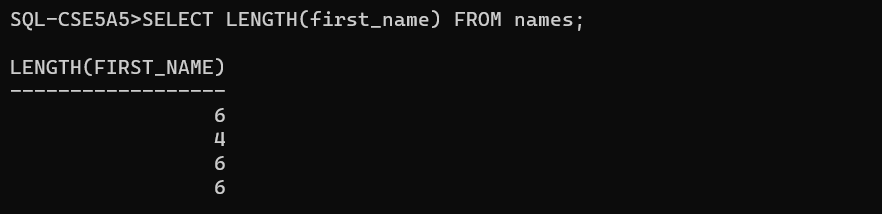 SQL-CSE5A5>SELECT LENGTH(first_name) FROM names;
LENGTH(FIRST_NAME)
------------------
6
4
6
6